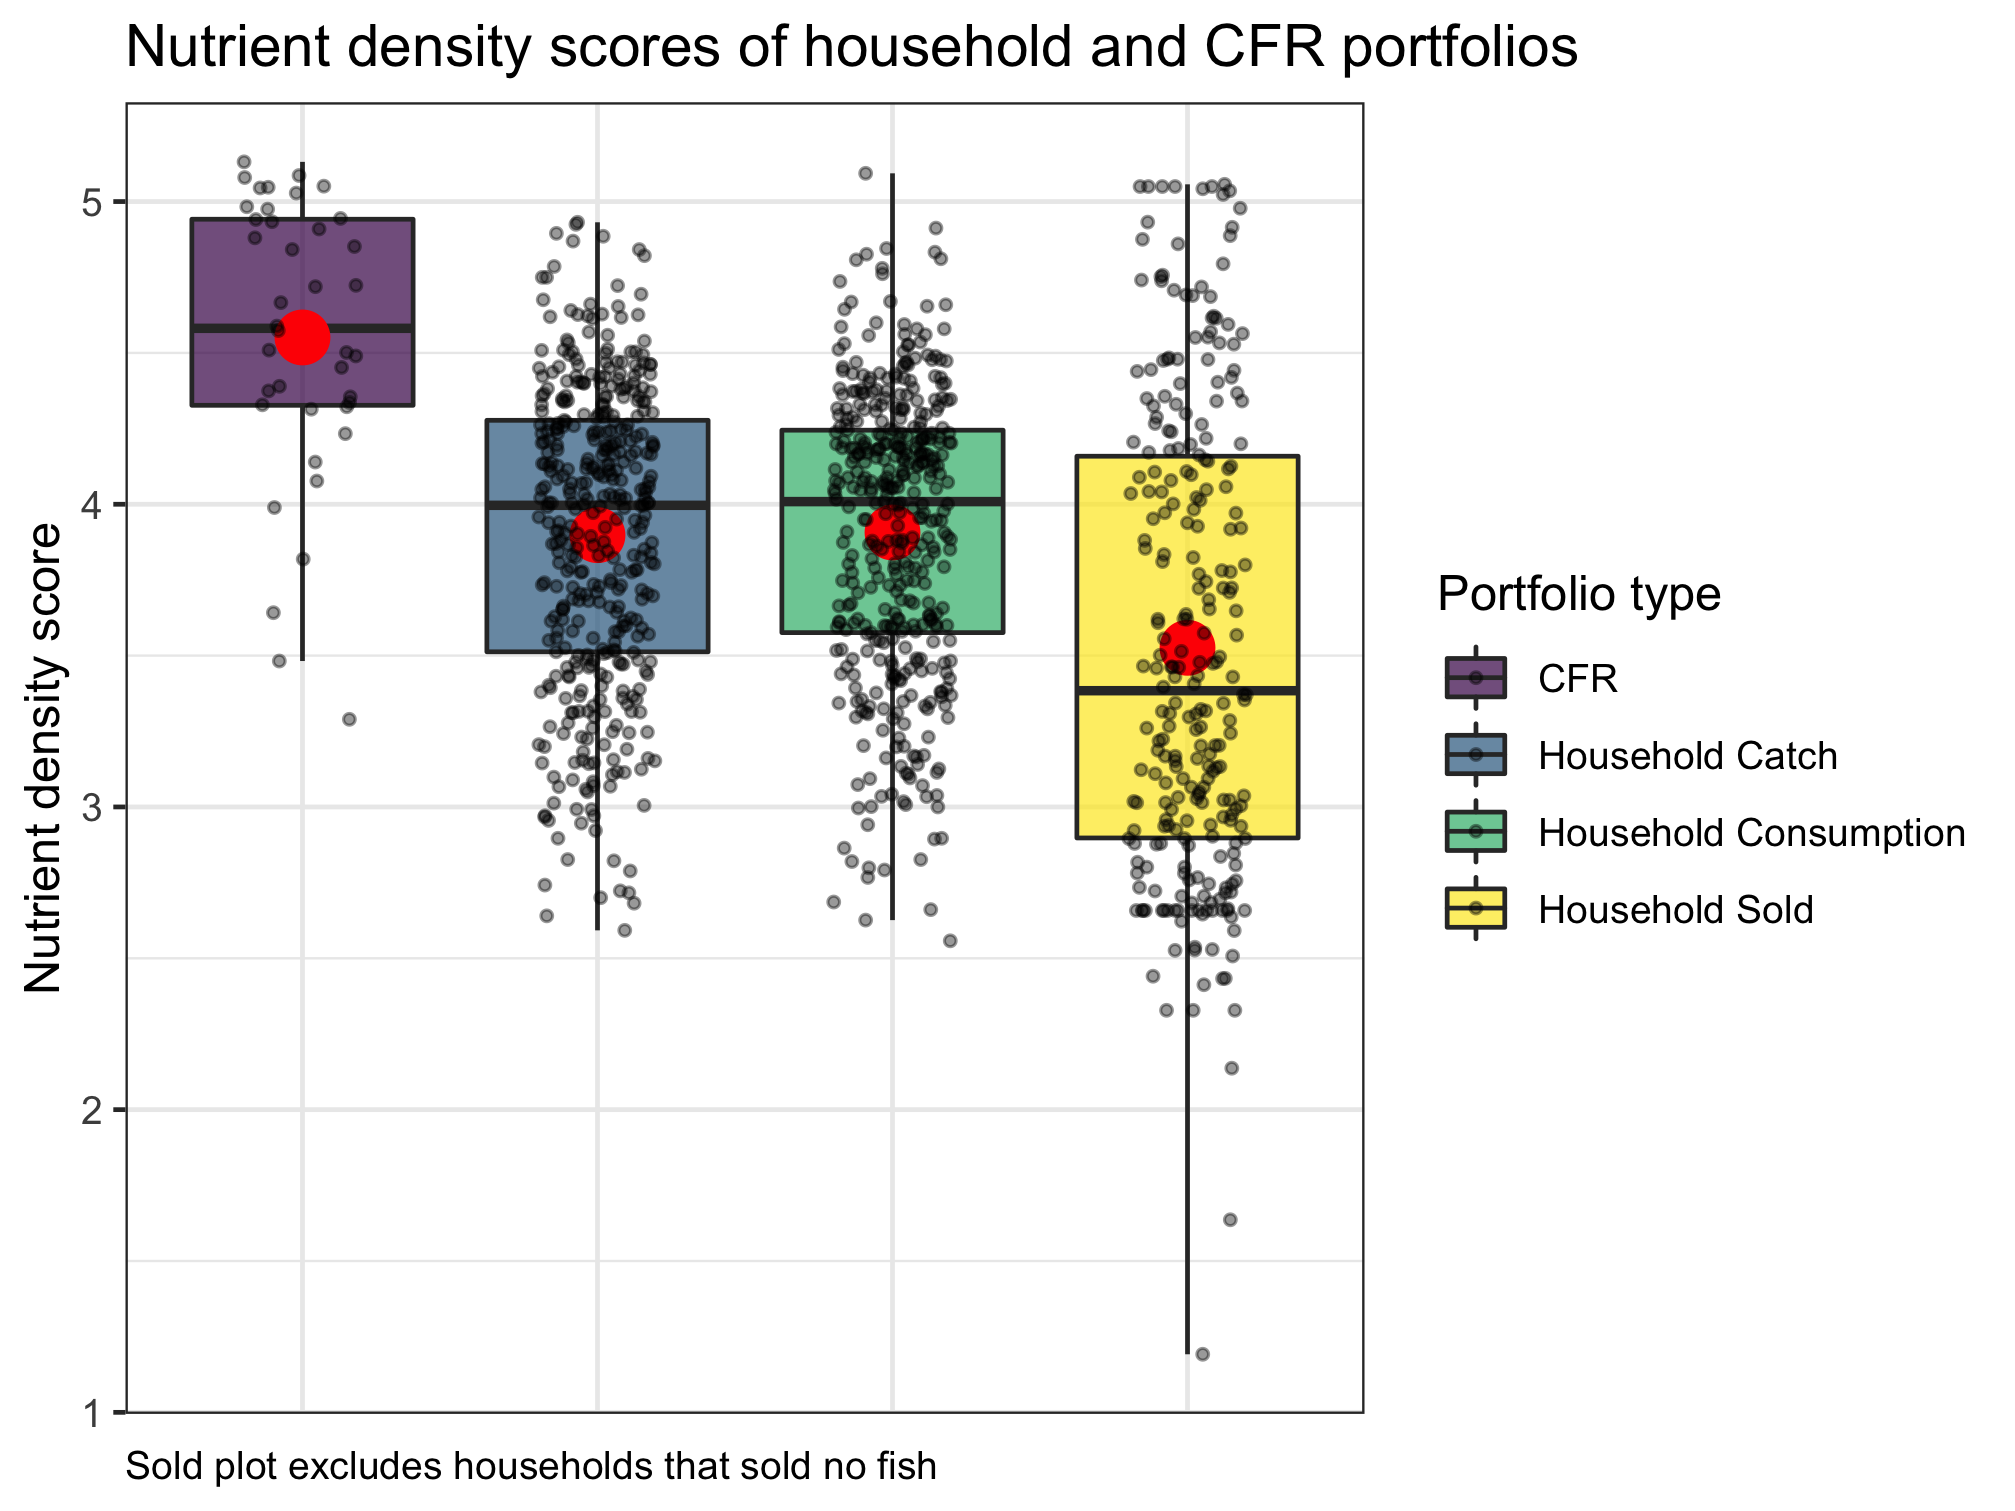 Nutrient density scores of household and CFR portfolios
Nutrient density score
5
4
3
2
1
Portfolio type
CFR
Household Catch
Household Consumption
Household Sold
Sold plot excludes households that sold no fish